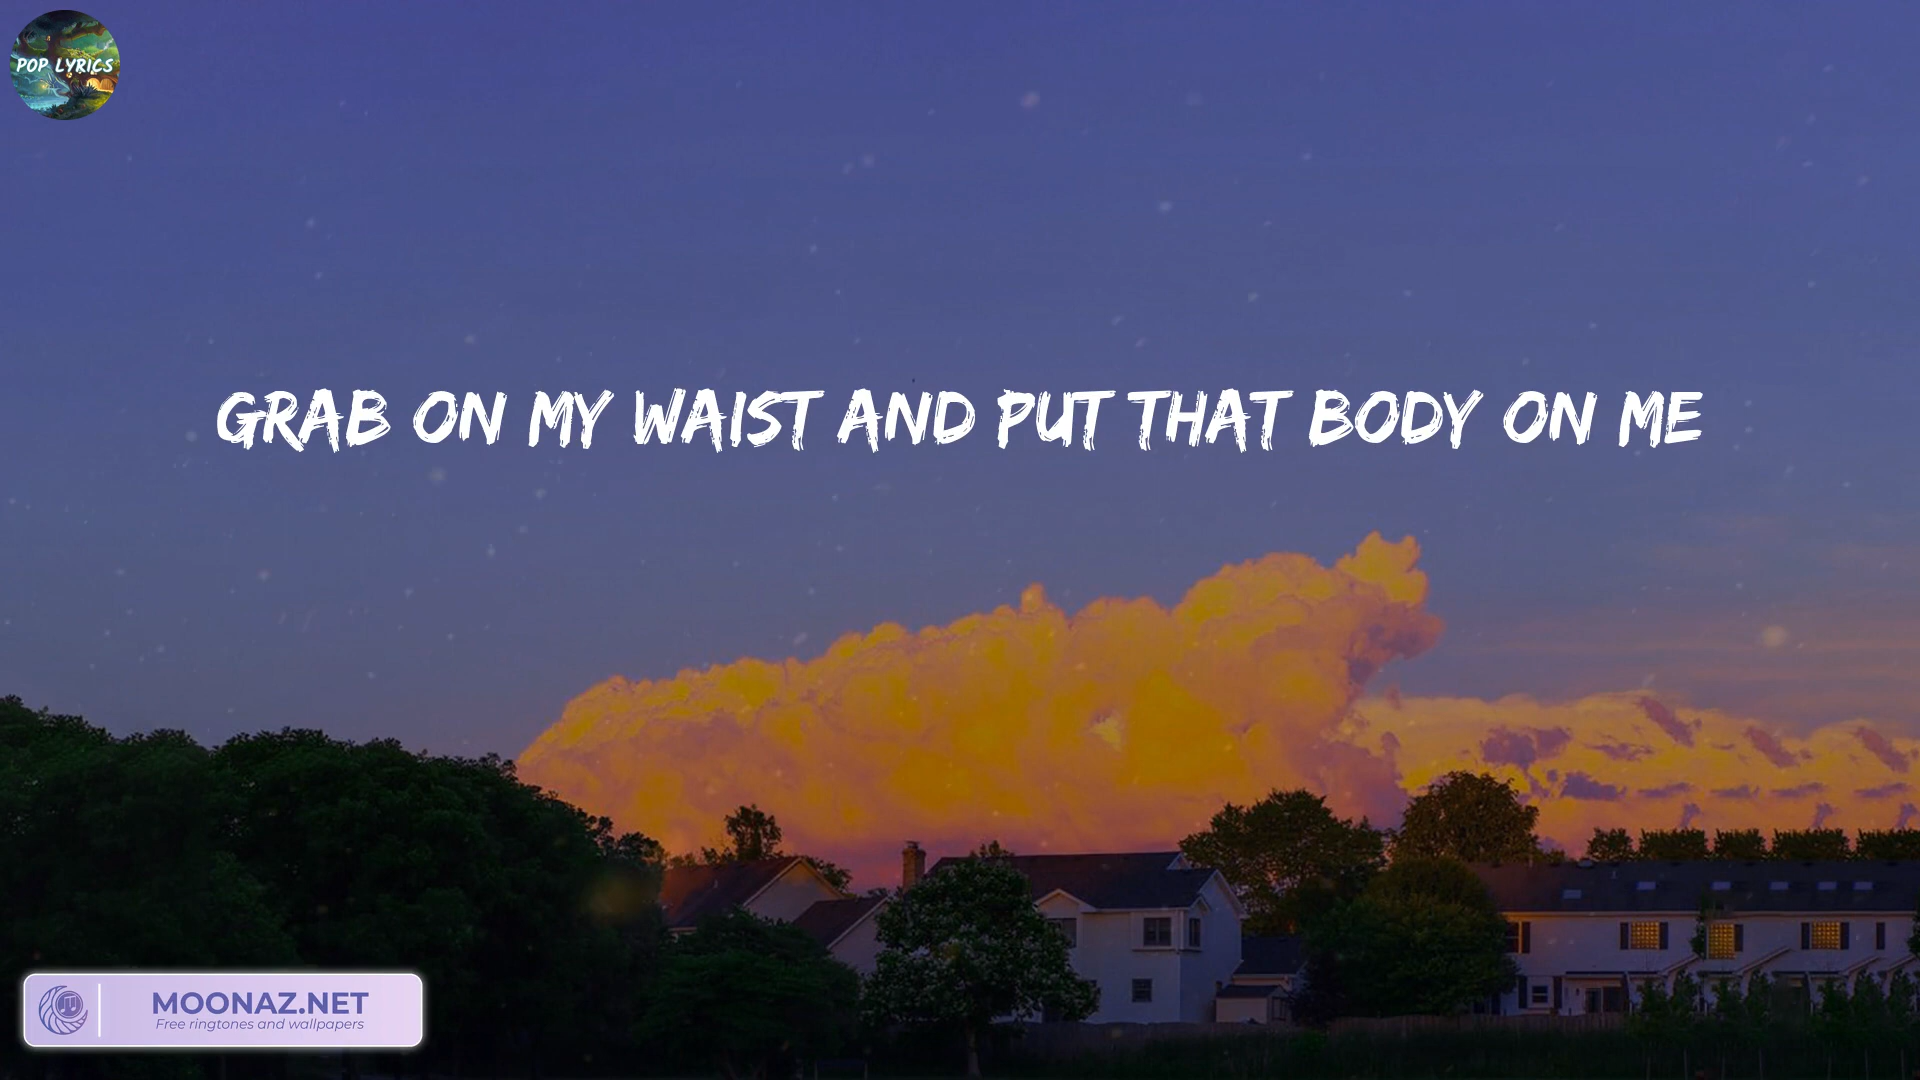 POP LYRICS
GRAB ON MY WAIST AND PUT THAT BODY ON ME
MOONAZ.NET
Free ringtones and wallpapers